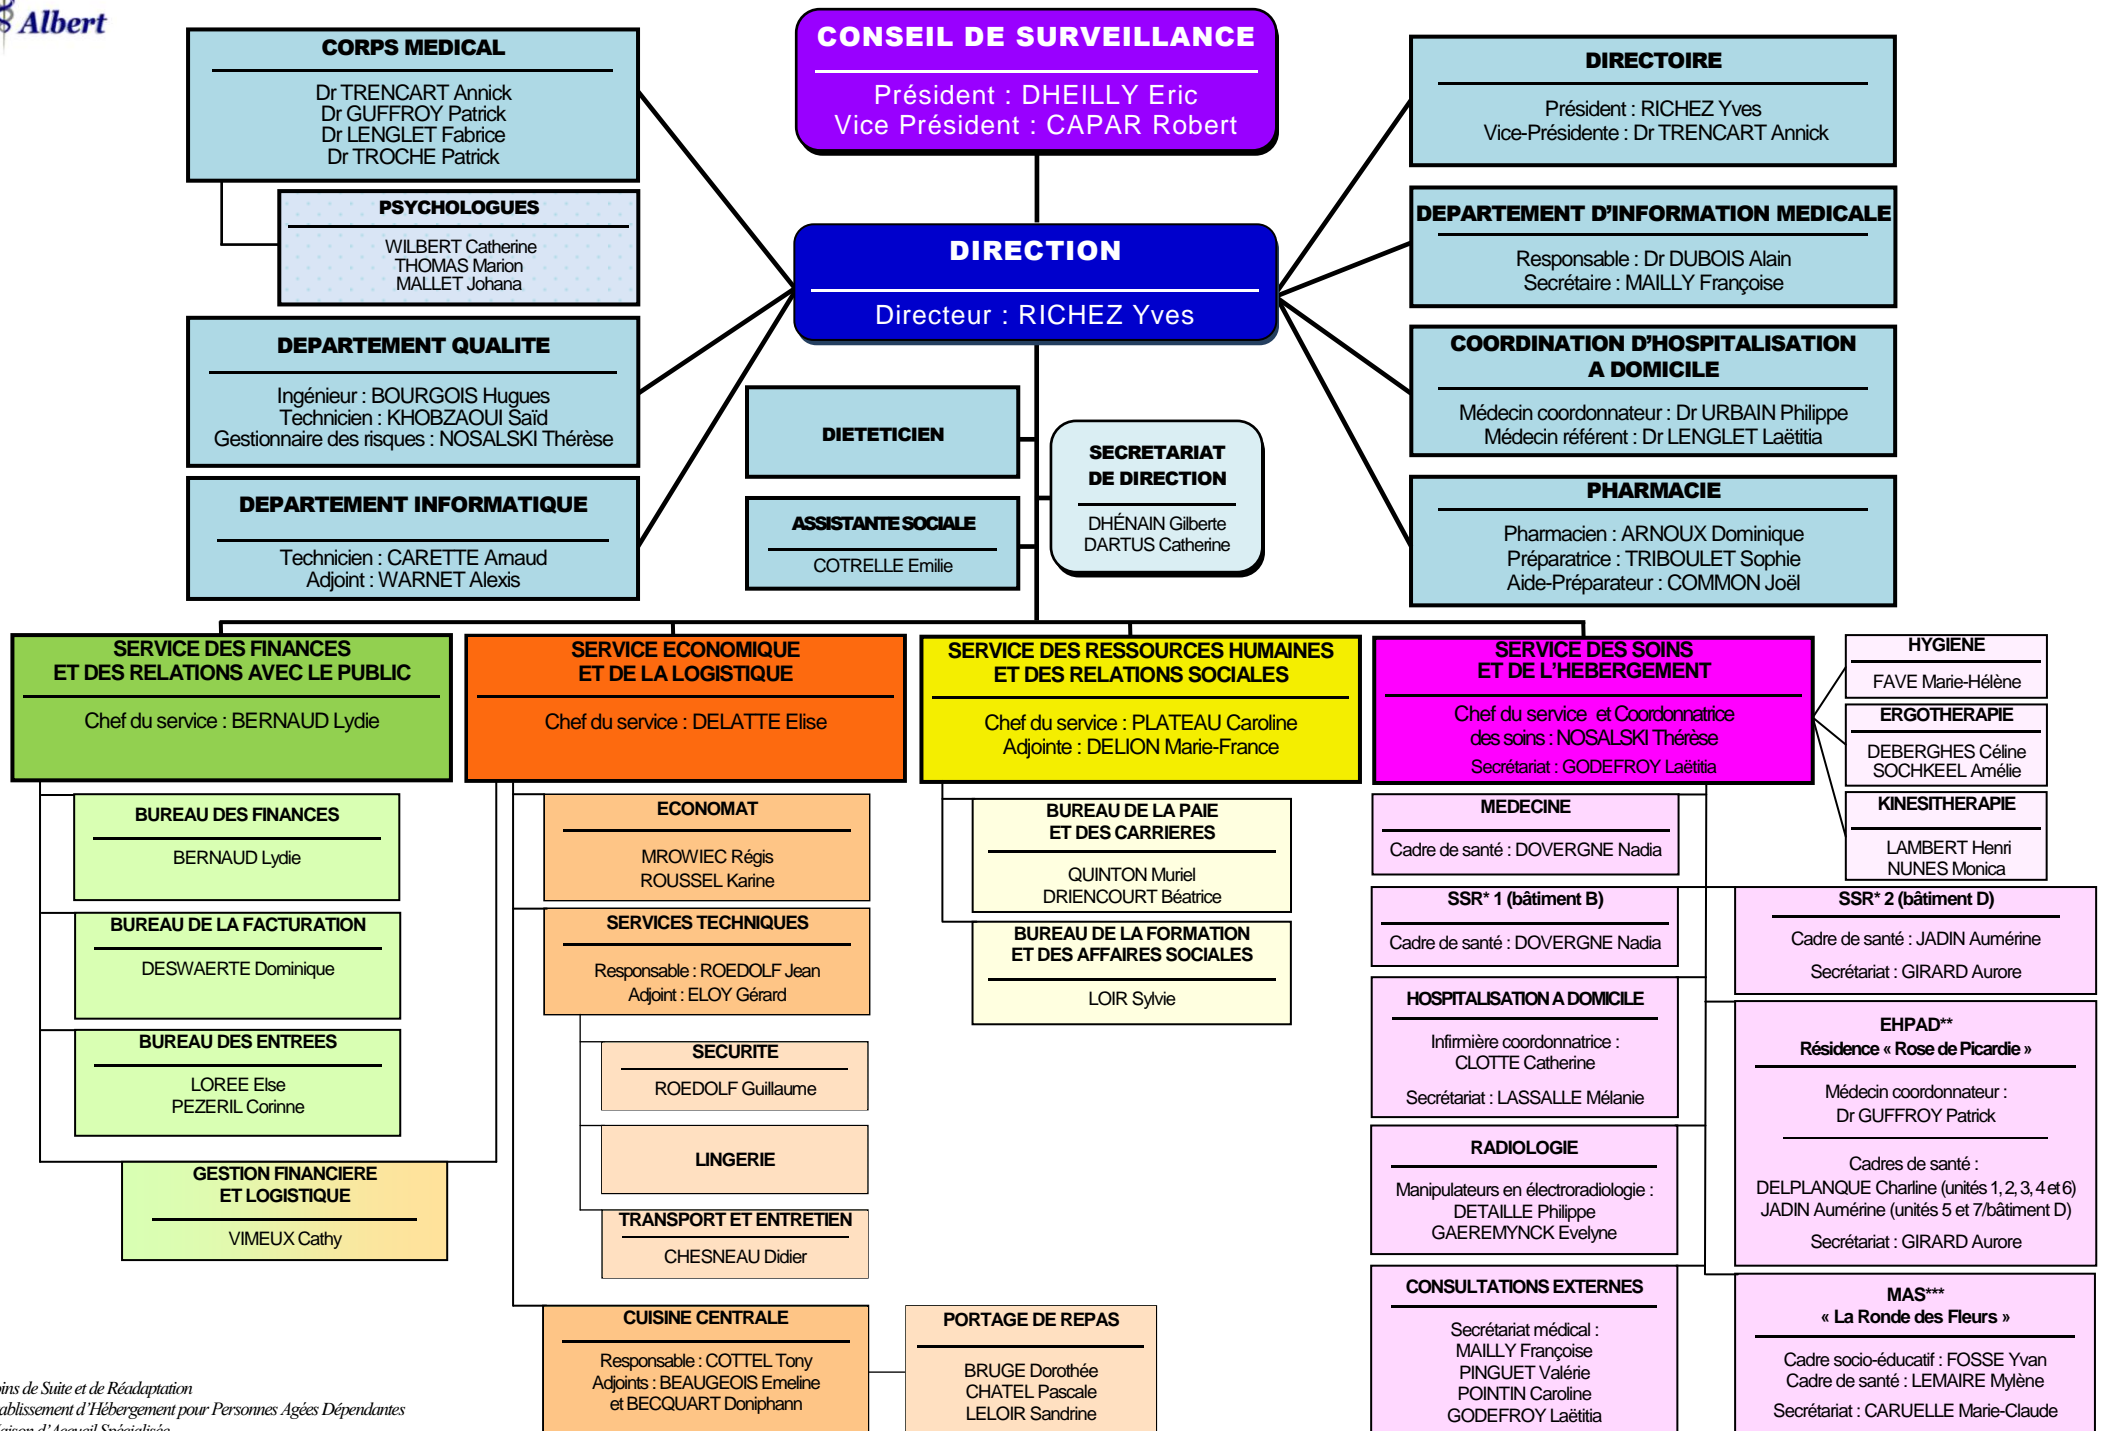 Albert
CORPS MEDICAL
Dr TRENCART Annick
Dr GUFFROY Patrick
Dr LENGLET Fabrice
Dr TROCHE Patrick
PSYCHOLOGUES
WILBERT Catherine
THOMAS Marion
MALLET Johana
DEPARTEMENT QUALITE
Ingénieur : BOURGOIS Hugues
Technicien : KHOBZAOUI Saïd
Gestionnaire des risques : NOSALSKI Thérèse
DEPARTEMENT INFORMATIQUE
Technicien : CARETTE Arnaud
Adjoint : WARNET Alexis
CONSEIL DE SURVEILLANCE
Président : DHEILLY Eric
Vice Président : CAPAR Robert
DIRECTION
Directeur : RICHEZ Yves
DIETETICIEN
ASSISTANTE SOCIALE
COTRELLE Emilie
SECRETARIAT
DE DIRECTION
DHÉNAIN Gilberte
DARTUS Catherine
DIRECTOIRE
Président : RICHEZ Yves
Vice-Présidente : Dr TRENCART Annick
DEPARTEMENT D'INFORMATION MEDICALE
Responsable : Dr DUBOIS Alain
Secrétaire : MAILLY Françoise
COORDINATION D'HOSPITALISATION
A DOMICILE
Médecin coordonnateur : Dr URBAIN Philippe
Médecin référent : Dr LENGLET Laëtitia
PHARMACIE
Pharmacien : ARNOUX Dominique
Préparatrice : TRIBOULET Sophie
Aide-Préparateur : COMMON Joël
SERVICE DES FINANCES
ET DES RELATIONS AVEC LE PUBLIC
Chef du service : BERNAUD Lydie
BUREAU DES FINANCES
BERNAUD Lydie
BUREAU DE LA FACTURATION
DESWAERTE Dominique
BUREAU DES ENTREES
LOREE Else
PEZERIL Corinne
GESTION FINANCIERE
ET LOGISTIQUE
VIMEUX Cathy
SERVICE ECONOMIQUE
ET DE LA LOGISTIQUE
Chef du service : DELATTE Elise
ECONOMAT
MROWIEC Régis
ROUSSEL Karine
SERVICES TECHNIQUES
Responsable : ROEDOLF Jean
Adjoint : ELOY Gérard
SECURITE
ROEDOLF Guillaume
LINGERIE
TRANSPORT ET ENTRETIEN
CHESNEAU Didier
CUISINE CENTRALE
Responsable : COTTEL Tony
Adjoints : BEAUGEOIS Emeline
et BECQUART Doniphann
PORTAGE DE REPAS
BRUGE Dorothée
CHATEL Pascale
LELOIR Sandrine
SERVICE DES RESSOURCES HUMAINES
ET DES RELATIONS SOCIALES
Chef du service : PLATEAU Caroline
Adjointe : DELION Marie-France
BUREAU DE LA PAIE
ET DES CARRIERES
QUINTON Muriel
DRIENCOURT Béatrice
BUREAU DE LA FORMATION
ET DES AFFAIRES SOCIALES
LOIR Sylvie
SERVICE DES SOINS
ET DE L'HEBERGEMENT
Chef du service et Coordonnatrice
des soins : NOSALSKI Thérèse
Secrétariat : GODEFROY Laëtitia
HYGIENE
FAVE Marie-Hélène
ERGOTHERAPIE
DEBERGHES Céline
SOCHKEEL Amélie
KINESITHERAPIE
LAMBERT Henri
NUNES Monica
MEDECINE
Cadre de santé : DOVERGNE Nadia
SSR* 1 (bâtiment B)
Cadre de santé : DOVERGNE Nadia
HOSPITALISATION A DOMICILE
Infirmière coordonnatrice :
CLOTTE Catherine
Secrétariat : LASSALLE Mélanie
RADIOLOGIE
Manipulateurs en électroradiologie :
DETAILLE Philippe
GAEREMYNCK Evelyne
CONSULTATIONS EXTERNES
Secrétariat médical :
MAILLY Françoise
PINGUET Valérie
POINTIN Caroline
GODEFROY Laëtitia
SSR* 2 (bâtiment D)
Cadre de santé : JADIN Aumérine
Secrétariat : GIRARD Aurore
EHPAD**
Résidence « Rose de Picardie »
Médecin coordonnateur :
Dr GUFFROY Patrick
Cadres de santé :
DELPLANQUE Charline (unités 1, 2, 3, 4 et 6)
JADIN Aumérine (unités 5 et 7/bâtiment D)
Secrétariat : GIRARD Aurore
MAS***
« La Ronde des Fleurs »
Cadre socio-éducatif : FOSSE Yvan
Cadre de santé : LEMAIRE Mylène
Secrétariat : CARUELLE Marie-Claude
oins de Suite et de Réadaptation
ablissement d'Hébergement pour Personnes Agées Dépendantes
aison d'Accueil Spécialisée